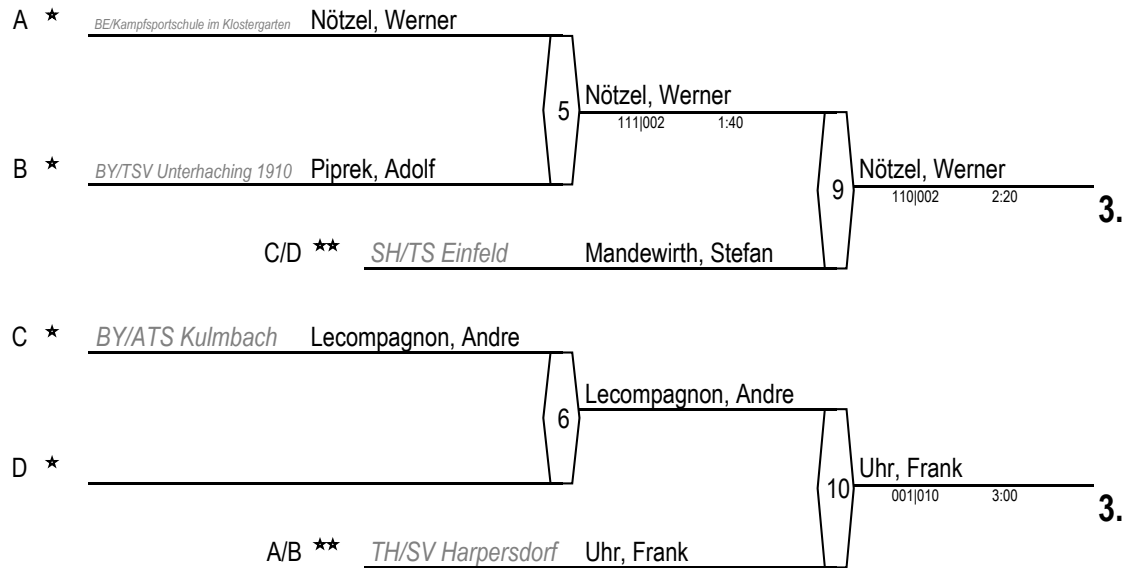 A ★ BE/Kampfsportschule im Klostergarten Nötzel, Werner
5 Nötzel, Werner
111|002 1:40
B ★ BY/TSV Unterhaching 1910 Piprek, Adolf
9 Nötzel, Werner
110|002 2:20
3.
C/D ★★ SH/TS Einfeld Mandewirth, Stefan
C ★ BY/ATS Kulmbach Lecompagnon, Andre
6 Lecompagnon, Andre
D ★
10 Uhr, Frank
001|010 3:00
3.
A/B ★★ TH/SV Harpersdorf Uhr, Frank